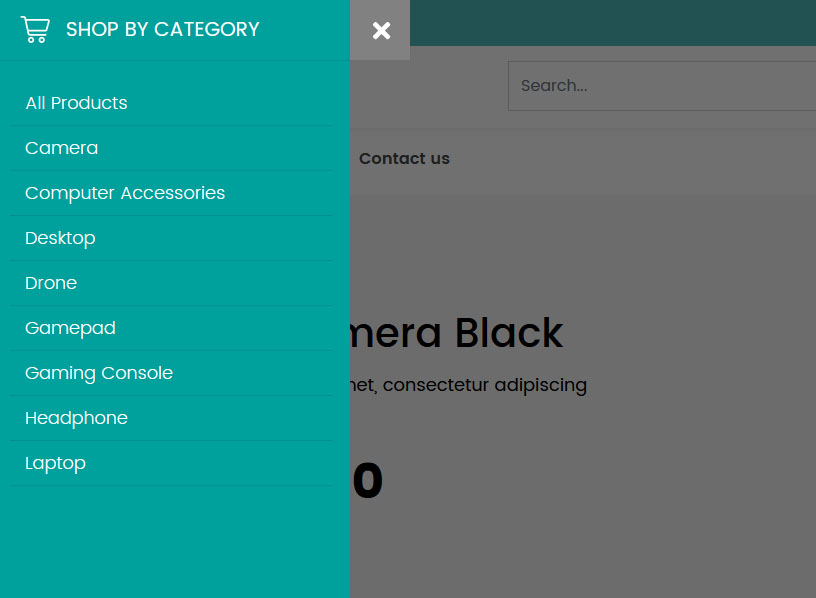 SHOP BY CATEGORY
All Products
Camera
Computer Accessories
Desktop
Drone
Gamepad
Gaming Console
Headphone
Laptop
Search...
Contact us
mera Black
net, consectetur adipiscing
0